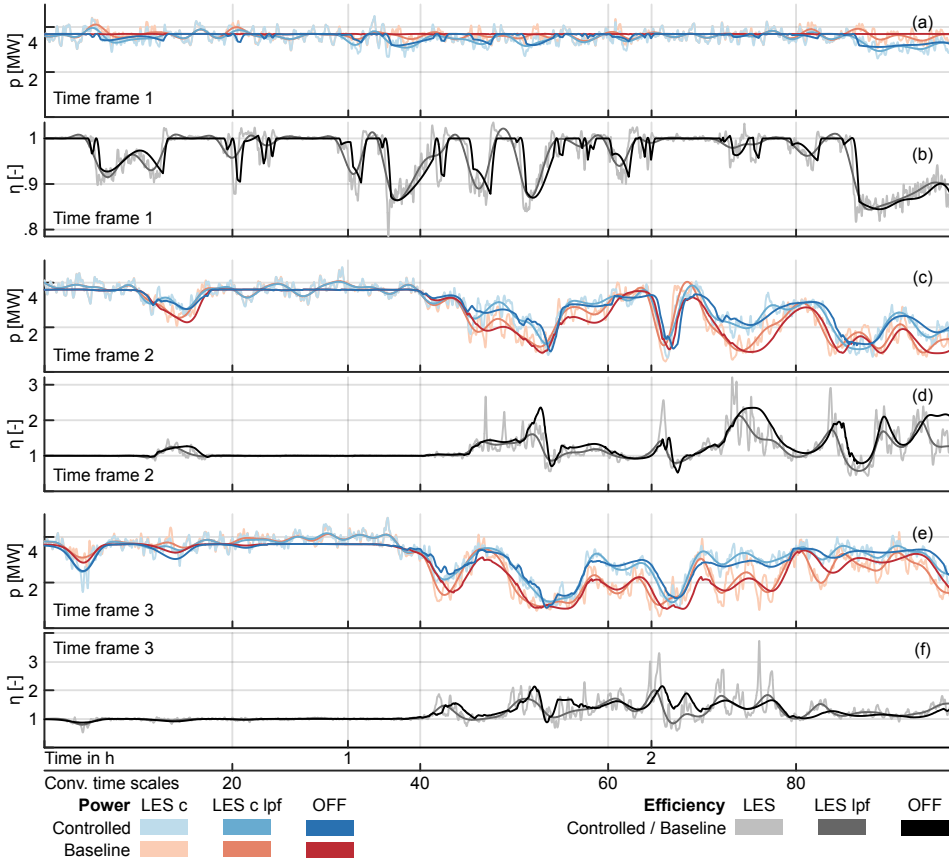 (a)
4
2
p [MW]
Time frame 1
1
.9
.8
η [-]
(b)
Time frame 1
(c)
4
2
p [MW]
Time frame 2
3
2
1
η [-]
(d)
Time frame 2
(e)
4
2
p [MW]
Time frame 3
Time frame 3
(f)
3
2
1
η [-]
Time in h 1 2
Conv. time scales 20 40 60 80
Power LES c LES c lpf OFF Efficiency LES LES lpf OFF
Controlled Controlled / Baseline
Baseline